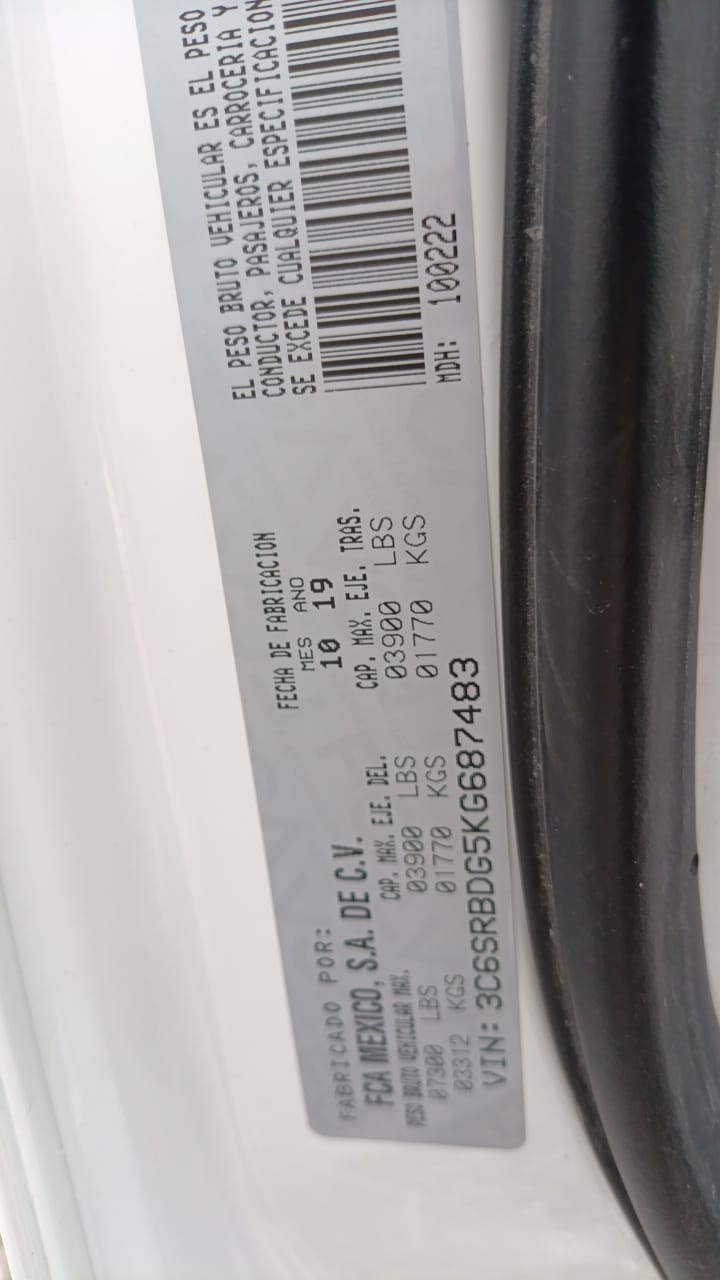 FABRICADO POR:
FCA MEXICO, S.A. DE C.V.
FECHA DE FABRICACION
MES ANO
10 19
PESO BRUTO VEHICULAR MAX.
07300 LBS
03312 KGS
CAP. MAX. EJE. DEL.
03900 LBS
01770 KGS
CAP. MAX. EJE. TRAS.
03900 LBS
01770 KGS
VIN: 3C6SRBDG5KG687483
EL PESO BRUTO VEHICULAR ES EL PESO
CONDUCTOR, PASAJEROS, CARROCERIA Y
SE EXCEDE CUALQUIER ESPECIFICACION
MDH: 100222